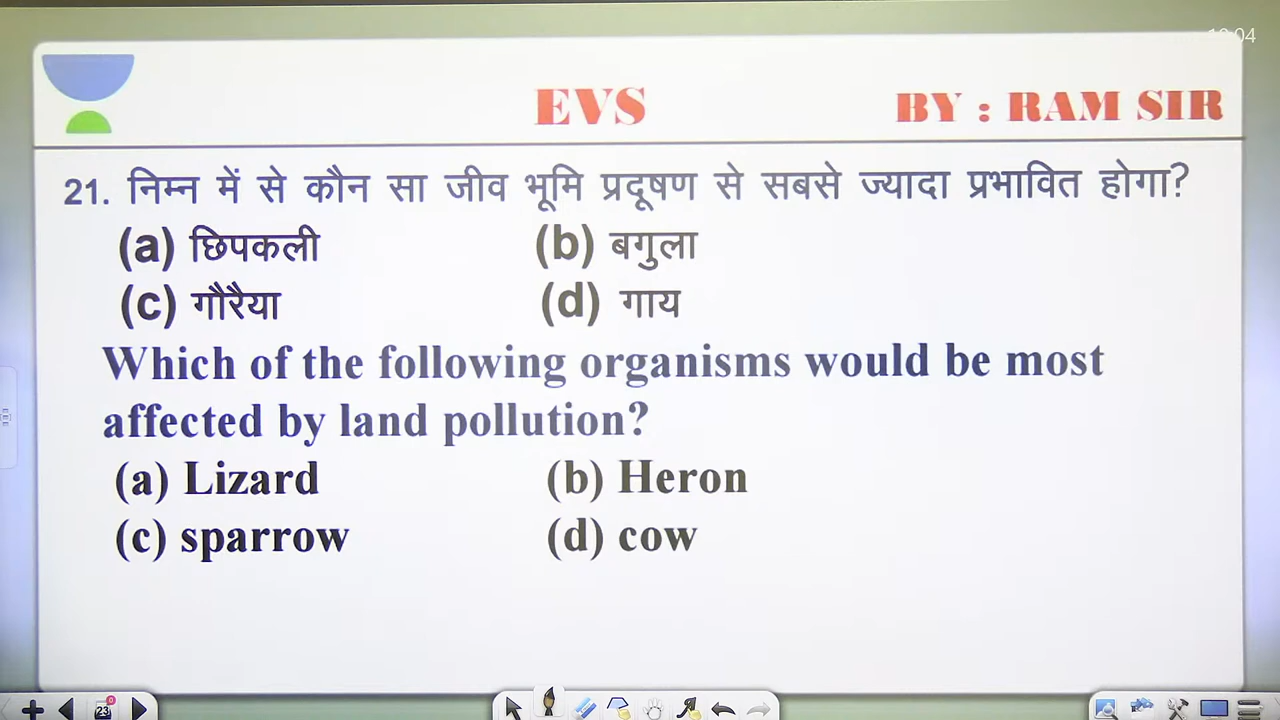 EVS BY : RAM SIR
21. निम्न में से कौन सा जीव भूमि प्रदूषण से सबसे ज्यादा प्रभावित होगा?
(a) छिपकली (b) बगुला
(c) गौरैया (d) गाय
Which of the following organisms would be most
affected by land pollution?
(a) Lizard (b) Heron
(c) sparrow (d) cow
23